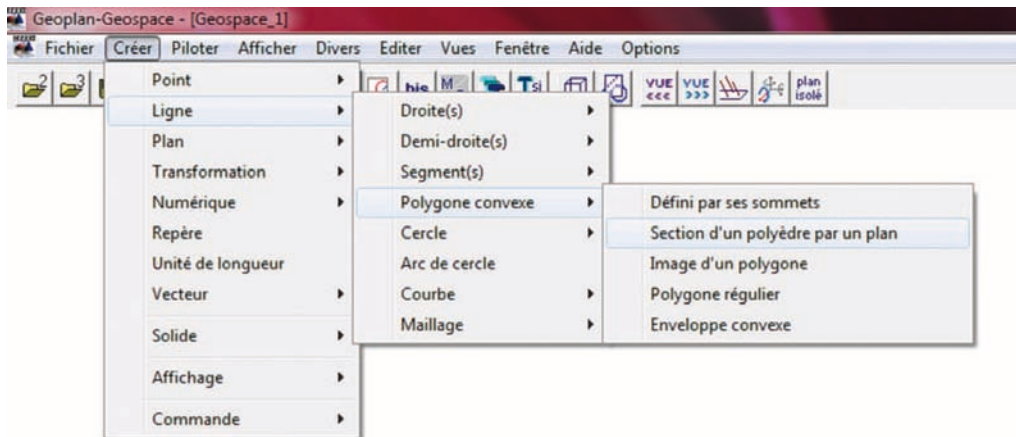 Geoplan-Geospace - [Geospace_1]
Fichier Créer Piloter Afficher Divers Editer Vues Fenêtre Aide Options
2 3 bis Tsi VUE <<< VUE >>> plan isolé
Point
Ligne
Plan
Transformation
Numérique
Repère
Unité de longueur
Vecteur
Solide
Affichage
Commande
Droite(s)
Demi-droite(s)
Segment(s)
Polygone convexe
Cercle
Arc de cercle
Courbe
Maillage
Défini par ses sommets
Section d'un polyèdre par un plan
Image d'un polygone
Polygone régulier
Enveloppe convexe